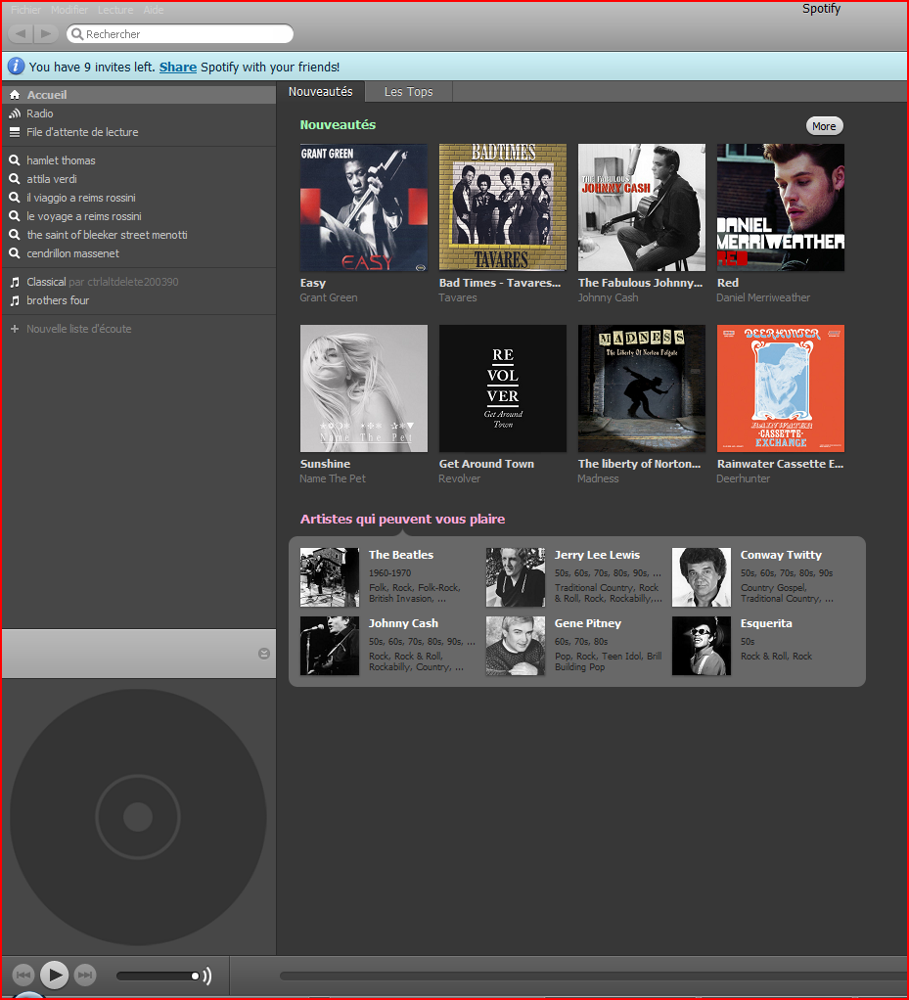 Fichier Modifier Lecture Aide
Spotify
Rechercher
You have 9 invites left. Share Spotify with your friends!
Accueil
Radio
File d'attente de lecture
hamlet thomas
attila verdi
il viaggio a reims rossini
le voyage a reims rossini
the saint of bleeker street menotti
cendrillon massenet
Classical par ctrlaltdelete200390
brothers four
Nouvelle liste d'écoute
Nouveautés
Les Tops
Nouveautés
More
GRANT GREEN
EASY
BAD TIMES
TAVARES
THE FABULOUS
JOHNNY CASH
DANIEL
MERRIWEATHER
RED
Easy
Grant Green
Bad Times - Tavares...
Tavares
The Fabulous Johnny...
Johnny Cash
Red
Daniel Merriweather
Name The Pet
RE
VOL
VER
Get Around
Town
MADNESS
The Liberty Of Norton Folgate
DEERHUNTER
RAINWATER
CASSETTE
EXCHANGE
Sunshine
Name The Pet
Get Around Town
Revolver
The liberty of Norton...
Madness
Rainwater Cassette E...
Deerhunter
Artistes qui peuvent vous plaire
The Beatles
1960-1970
Folk, Rock, Folk-Rock,
British Invasion, ...
Jerry Lee Lewis
50s, 60s, 70s, 80s, 90s, ...
Traditional Country, Rock
& Roll, Rock, Rockabilly,...
Conway Twitty
50s, 60s, 70s, 80s, 90s
Country Gospel,
Traditional Country, ...
Johnny Cash
50s, 60s, 70s, 80s, 90s, ...
Rock, Rock & Roll,
Rockabilly, Country, ...
Gene Pitney
60s, 70s, 80s
Pop, Rock, Teen Idol, Brill
Building Pop
Esquerita
50s
Rock & Roll, Rock